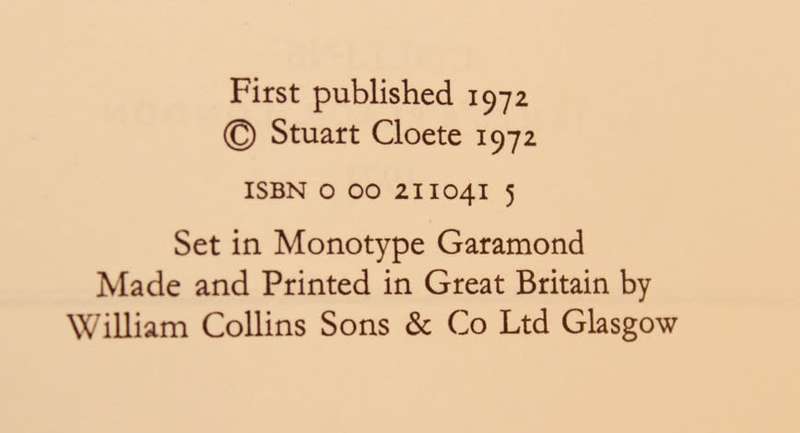 First published 1972
© Stuart Cloete 1972
ISBN 0 00 211041 5
Set in Monotype Garamond
Made and Printed in Great Britain by
William Collins Sons & Co Ltd Glasgow